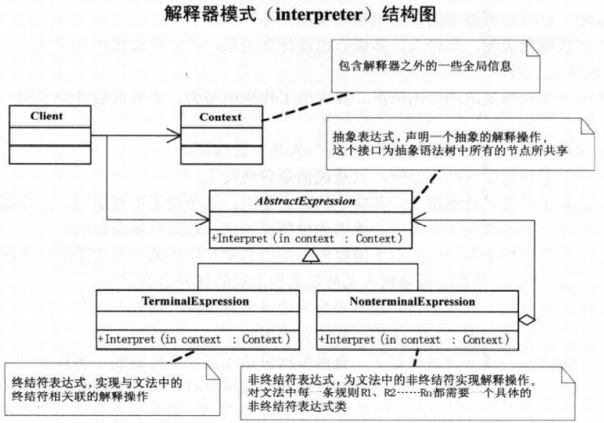 解释器模式（interpreter）结构图
包含解释器之外的一些全局信息
Client
Context
抽象表达式，声明一个抽象的解释操作，
这个接口为抽象语法树中所有的节点所共享
AbstractExpression
+Interpret(in context : Context)
TerminalExpression
NonterminalExpression
+Interpret(in context : Context)
+Interpret(in context : Context)
终结符表达式，实现与文法中的
终结符相关联的解释操作
非终结符表达式，为文法中的非终结符实现解释操作。
对文法中每一条规则R1、R2……Rn都需要一个具体的
非终结符表达式类